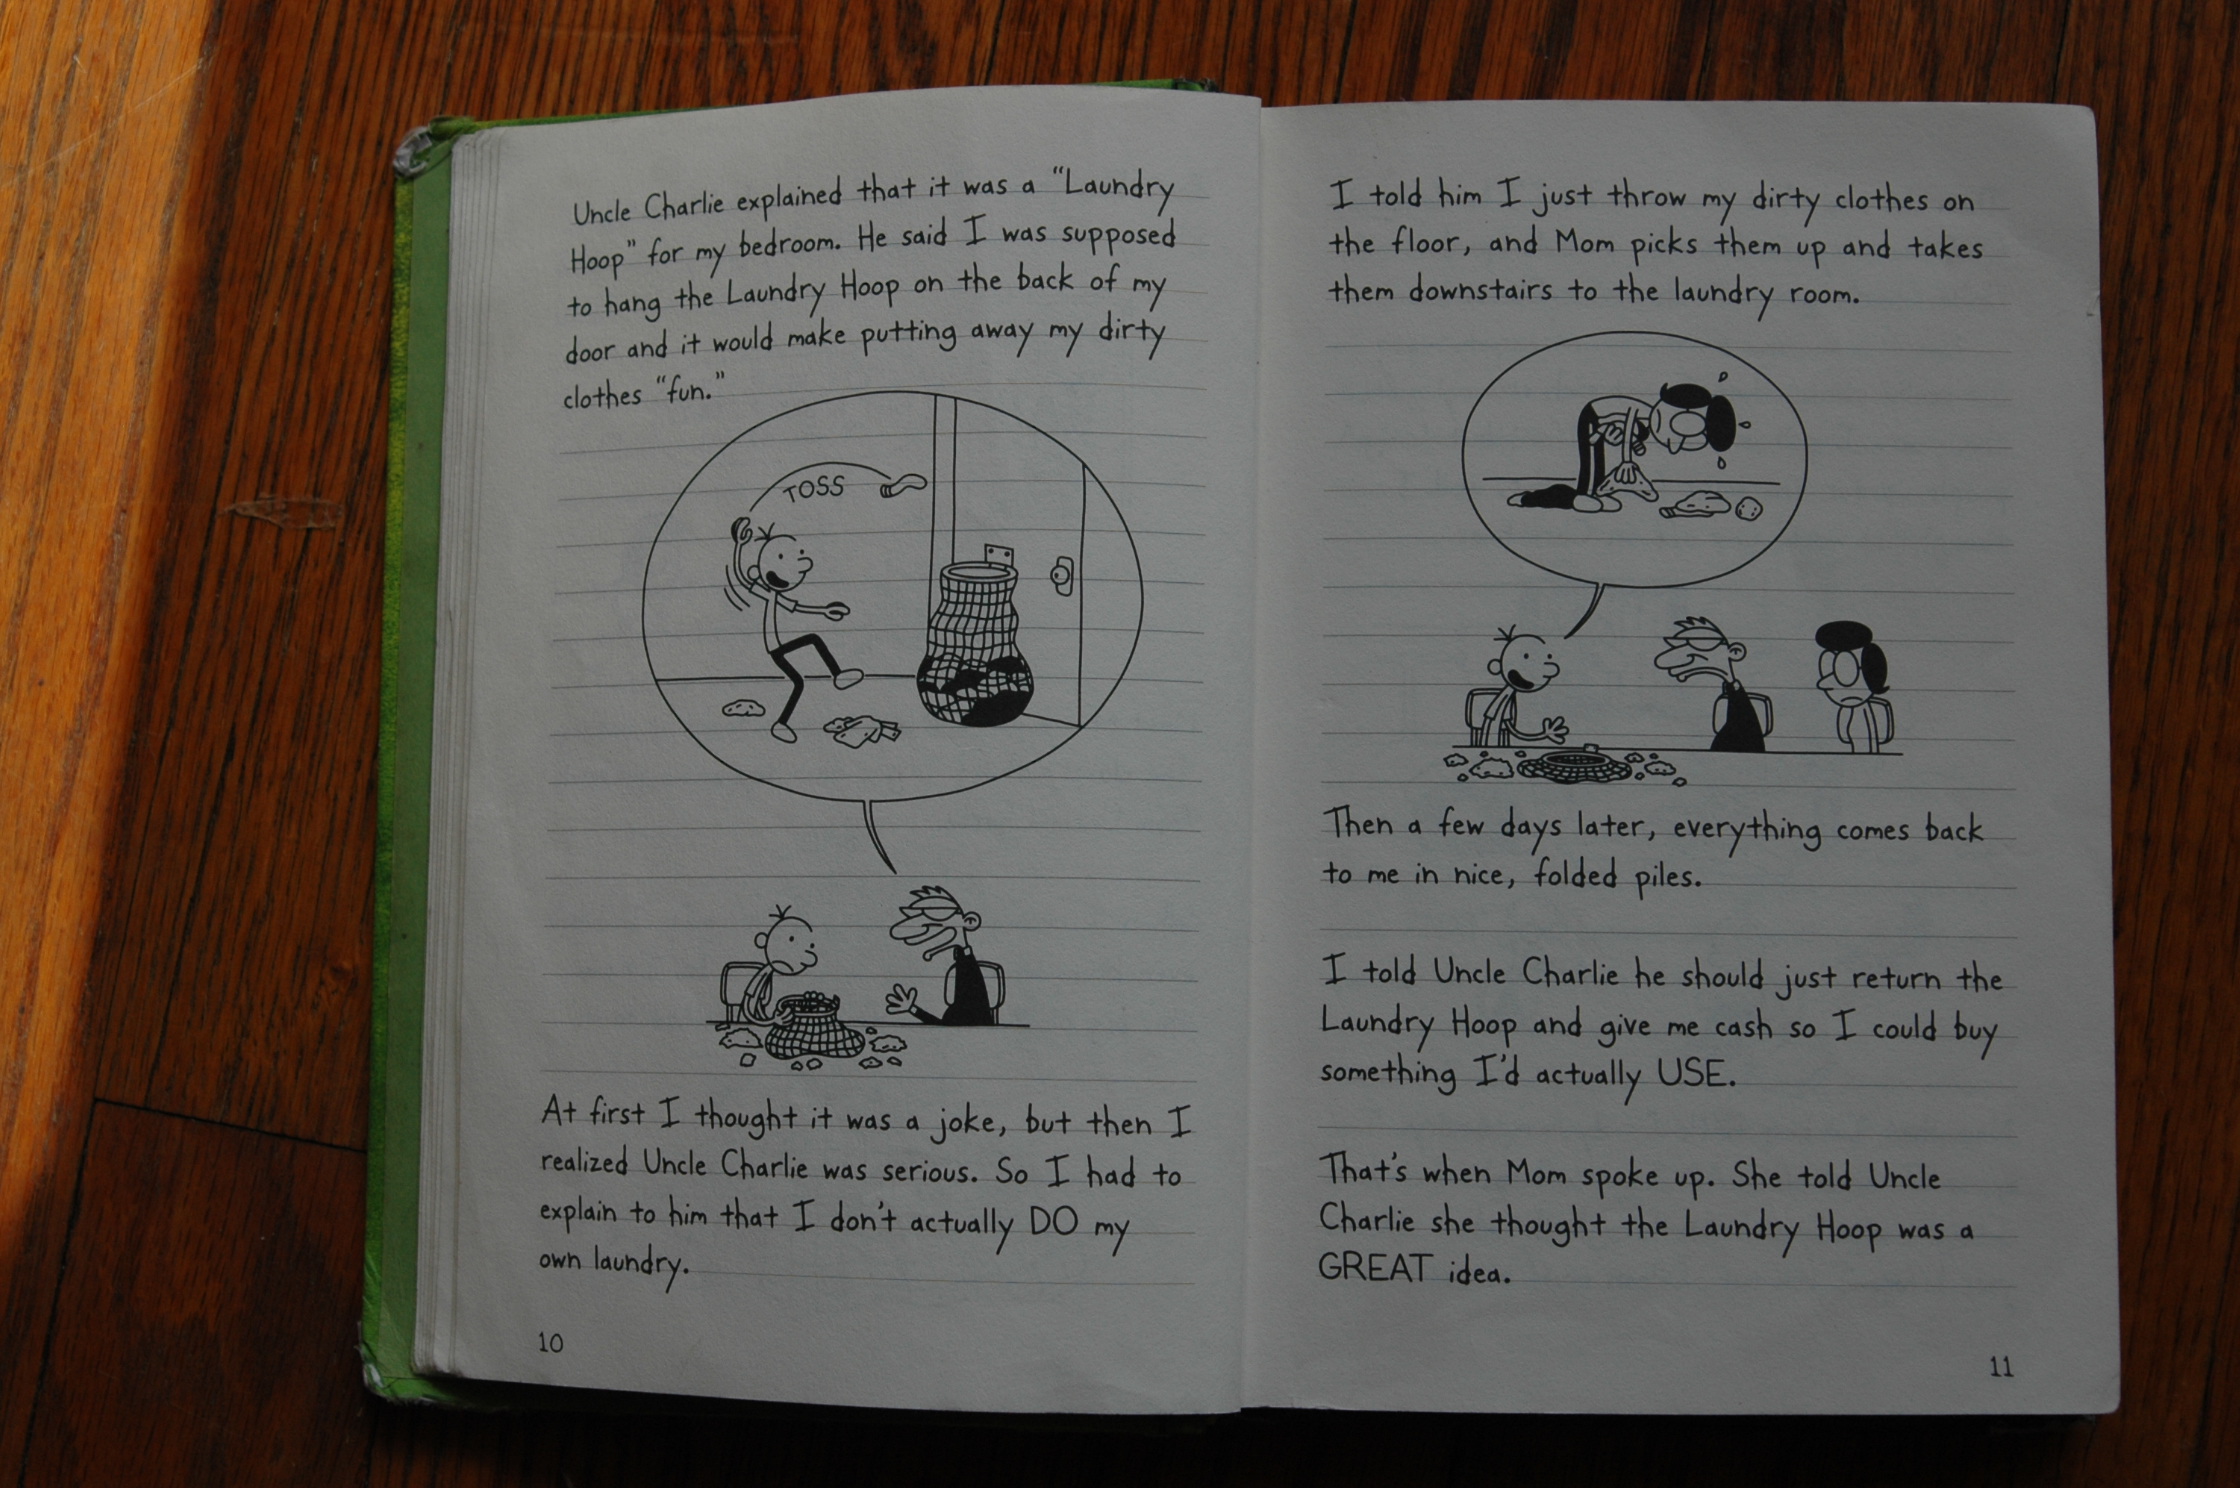 Uncle Charlie explained that it was a "Laundry
Hoop" for my bedroom. He said I was supposed
to hang the Laundry Hoop on the back of my
door and it would make putting away my dirty
clothes "fun."
TOSS
At first I thought it was a joke, but then I
realized Uncle Charlie was serious. So I had to
explain to him that I don't actually DO my
own laundry.
10
I told him I just throw my dirty clothes on
the floor, and Mom picks them up and takes
them downstairs to the laundry room.
Then a few days later, everything comes back
to me in nice, folded piles.
I told Uncle Charlie he should just return the
Laundry Hoop and give me cash so I could buy
something I'd actually USE.
That's when Mom spoke up. She told Uncle
Charlie she thought the Laundry Hoop was a
GREAT idea.
11